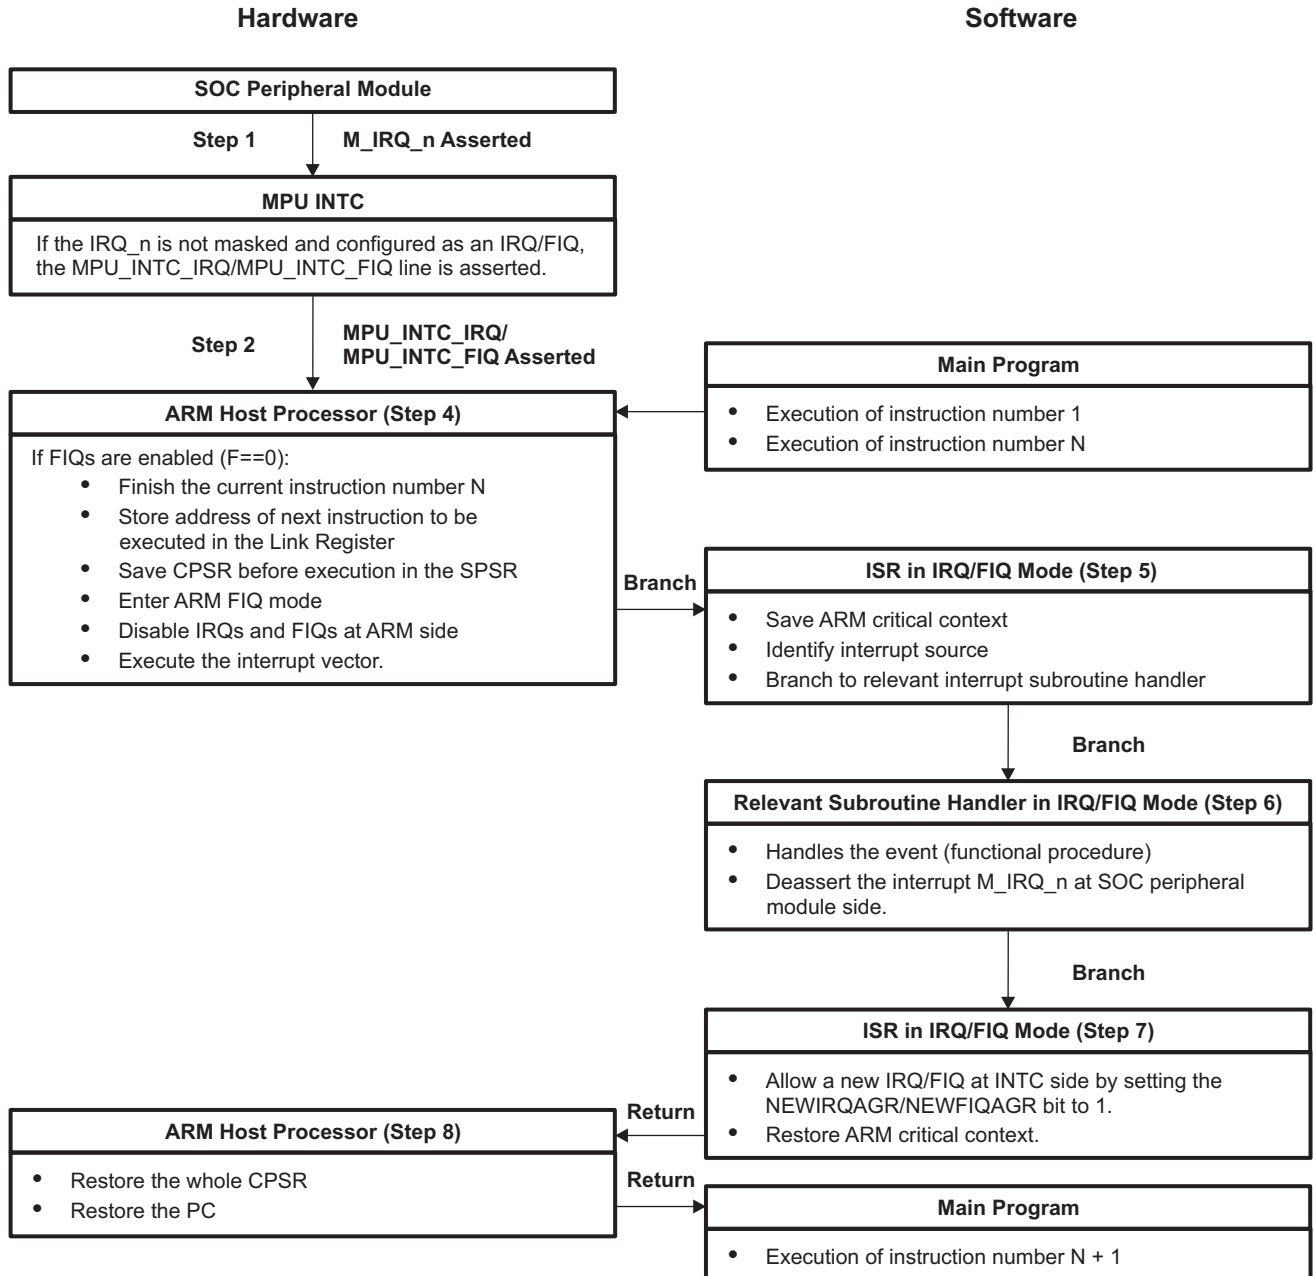 Hardware
Software
SOC Peripheral Module
Step 1
M_IRQ_n Asserted
MPU INTC
If the IRQ_n is not masked and configured as an IRQ/FIQ,
the MPU_INTC_IRQ/MPU_INTC_FIQ line is asserted.
Step 2
MPU_INTC_IRQ/
MPU_INTC_FIQ Asserted
Main Program
• Execution of instruction number 1
• Execution of instruction number N
ARM Host Processor (Step 4)
If FIQs are enabled (F==0):
• Finish the current instruction number N
• Store address of next instruction to be
executed in the Link Register
• Save CPSR before execution in the SPSR
• Enter ARM FIQ mode
• Disable IRQs and FIQs at ARM side
• Execute the interrupt vector.
Branch
ISR in IRQ/FIQ Mode (Step 5)
• Save ARM critical context
• Identify interrupt source
• Branch to relevant interrupt subroutine handler
Branch
Relevant Subroutine Handler in IRQ/FIQ Mode (Step 6)
• Handles the event (functional procedure)
• Deassert the interrupt M_IRQ_n at SOC peripheral
module side.
Branch
ISR in IRQ/FIQ Mode (Step 7)
• Allow a new IRQ/FIQ at INTC side by setting the
NEWIRQAGR/NEWFIQAGR bit to 1.
• Restore ARM critical context.
Return
ARM Host Processor (Step 8)
• Restore the whole CPSR
• Restore the PC
Return
Main Program
• Execution of instruction number N + 1